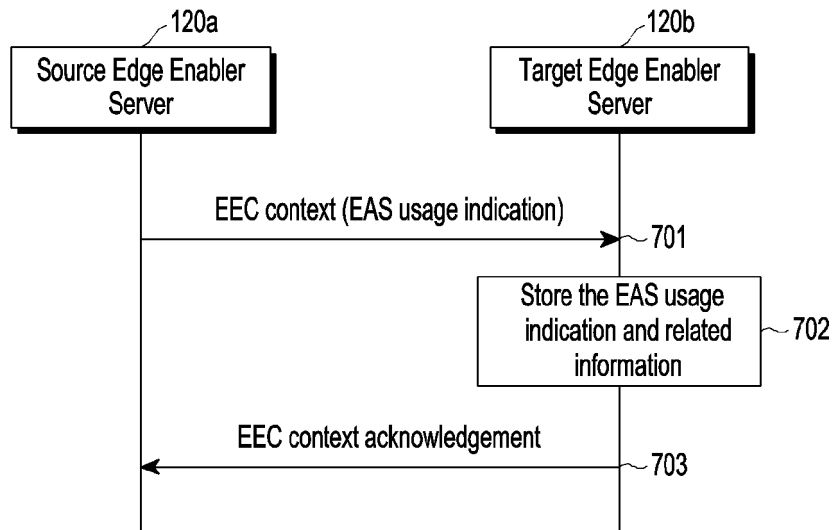 120a
120b
Source Edge Enabler
Server
Target Edge Enabler
Server
EEC context (EAS usage indication)
701
Store the EAS usage
indication and related
information
702
EEC context acknowledgement
703